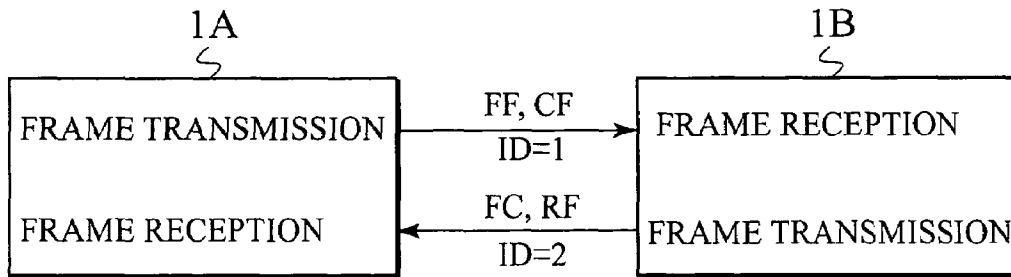 1A
1B
FRAME TRANSMISSION
FF, CF
ID=1
FRAME RECEPTION
FRAME RECEPTION
FC, RF
ID=2
FRAME TRANSMISSION